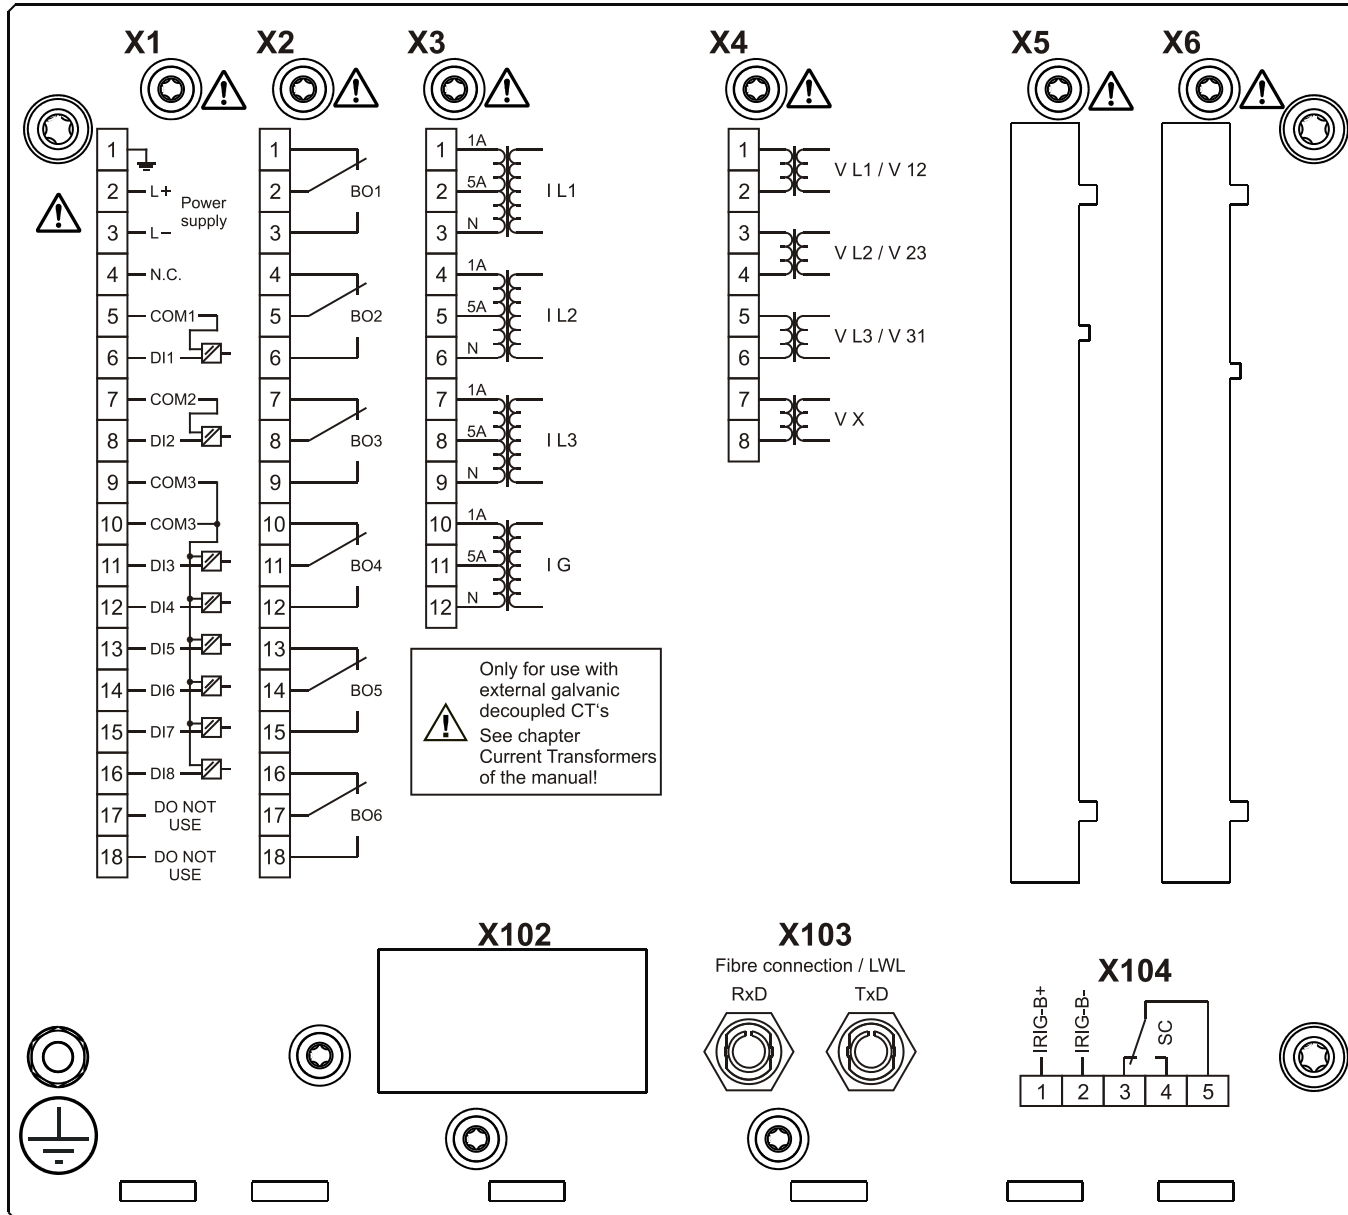 X1
X2
X3
X4
X5
X6
1
2 L+
Power
supply
3 L–
4 N.C.
5 COM1
6 DI1
7 COM2
8 DI2
9 COM3
10 COM3
11 DI3
12 DI4
13 DI5
14 DI6
15 DI7
16 DI8
17 DO NOT
USE
18 DO NOT
USE
1
2 BO1
3
4
5 BO2
6
7
8 BO3
9
10
11 BO4
12
13
14 BO5
15
16
17 BO6
18
1 1A
2 5A I L1
3 N
4 1A
5 5A I L2
6 N
7 1A
8 5A I L3
9 N
10 1A
11 5A I G
12 N
Only for use with
external galvanic
decoupled CT‘s
See chapter
Current Transformers
of the manual!
1
V L1 / V 12
2
3
V L2 / V 23
4
5
V L3 / V 31
6
7
V X
8
X102
X103
Fibre connection / LWL
RxD TxD
X104
IRIG-B+
IRIG-B-
SC
1 2 3 4 5